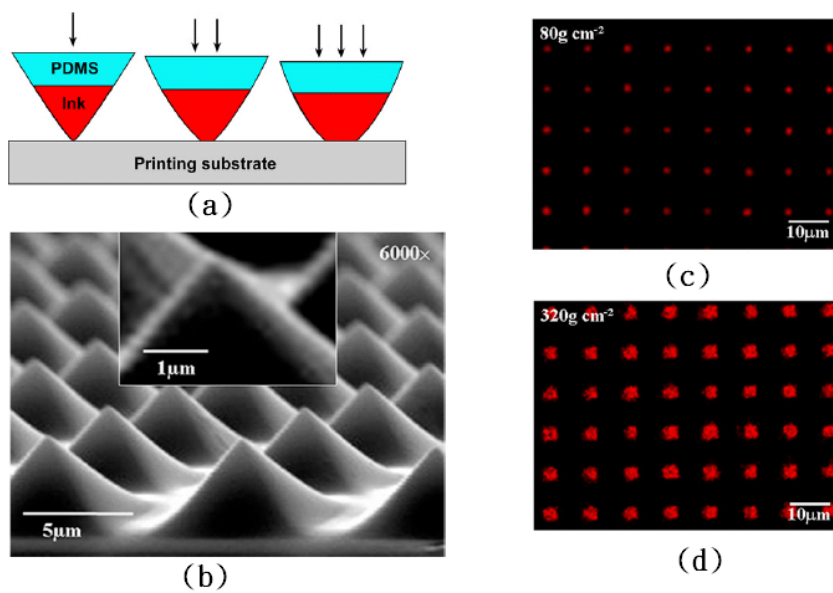 PDMS
Ink
Printing substrate
(a)
6000×
1μm
5μm
(b)
80g cm⁻²
10μm
(c)
320g cm⁻²
10μm
(d)